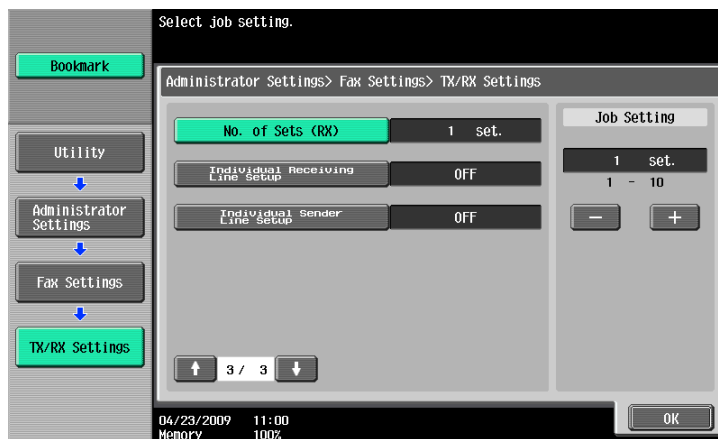 Select job setting.
Bookmark
Administrator Settings> Fax Settings> TX/RX Settings
Utility
Administrator
Settings
Fax Settings
TX/RX Settings
No. of Sets (RX)
1 set.
Individual Receiving
Line Setup
OFF
Individual Sender
Line Setup
OFF
3/ 3
Job Setting
1 set.
1 - 10
− +
04/23/2009 11:00
Memory 100%
OK